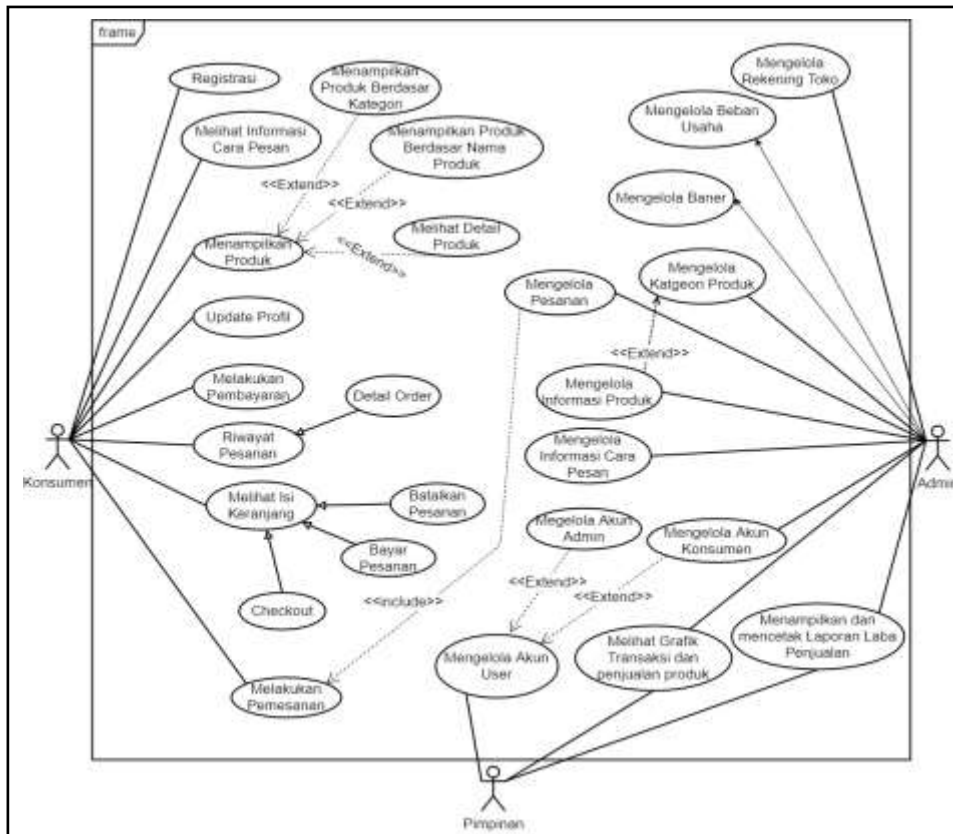 frame
Registrasi
Melihat Informasi
Cara Pesan
Menampilkan
Produk Berdasar
Kategori
Menampilkan Produk
Berdasar Nama
Produk
<<Extend>>
<<Extend>>
<<Extend>>
Melihat Detail
Produk
Menampilkan
Produk
Update Profil
Melakukan
Pembayaran
Detail Order
Riwayat
Pesanan
Melihat Isi
Keranjang
Batalkan
Pesanan
Bayar
Pesanan
Checkout
<<include>>
Melakukan
Pemesanan
Konsumen
Mengelola
Rekening Toko
Mengelola Beban
Usaha
Mengelola Baner
Mengelola
Katgeori Produk
Mengelola
Pesanan
<<Extend>>
Mengelola
Informasi Produk
Mengelola
Informasi Cara
Pesan
Megelola Akun
Admin
Mengelola Akun
Konsumen
<<Extend>>
<<Extend>>
Mengelola Akun
User
Melihat Grafik
Transaksi dan
penjualan produk
Menampilkan dan
mencetak Laporan Laba
Penjualan
Admin
Pimpinan